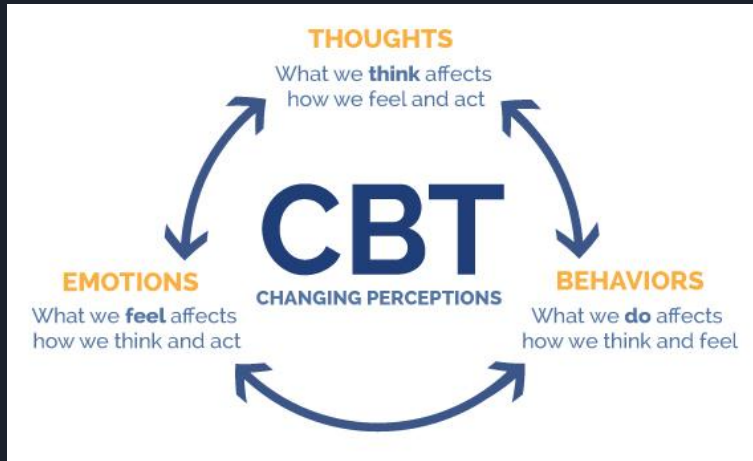 THOUGHTS
What we think affects
how we feel and act
CBT
CHANGING PERCEPTIONS
EMOTIONS
What we feel affects
how we think and act
BEHAVIORS
What we do affects
how we think and feel